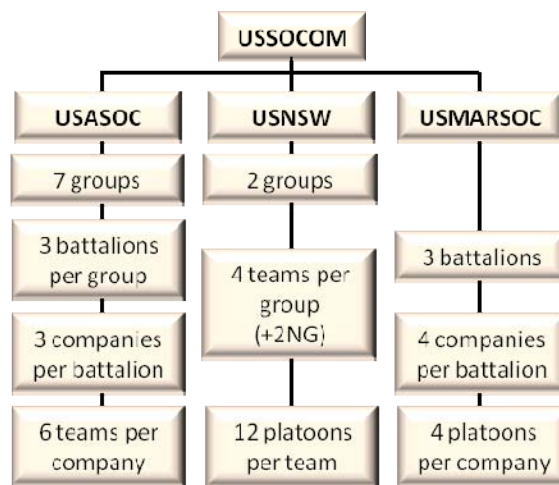 USSOCOM
USASOC
USNSW
USMARSOC
7 groups
2 groups
3 battalions
per group
4 teams per
group
(+2NG)
3 battalions
3 companies
per battalion
4 companies
per battalion
6 teams per
company
12 platoons
per team
4 platoons
per company